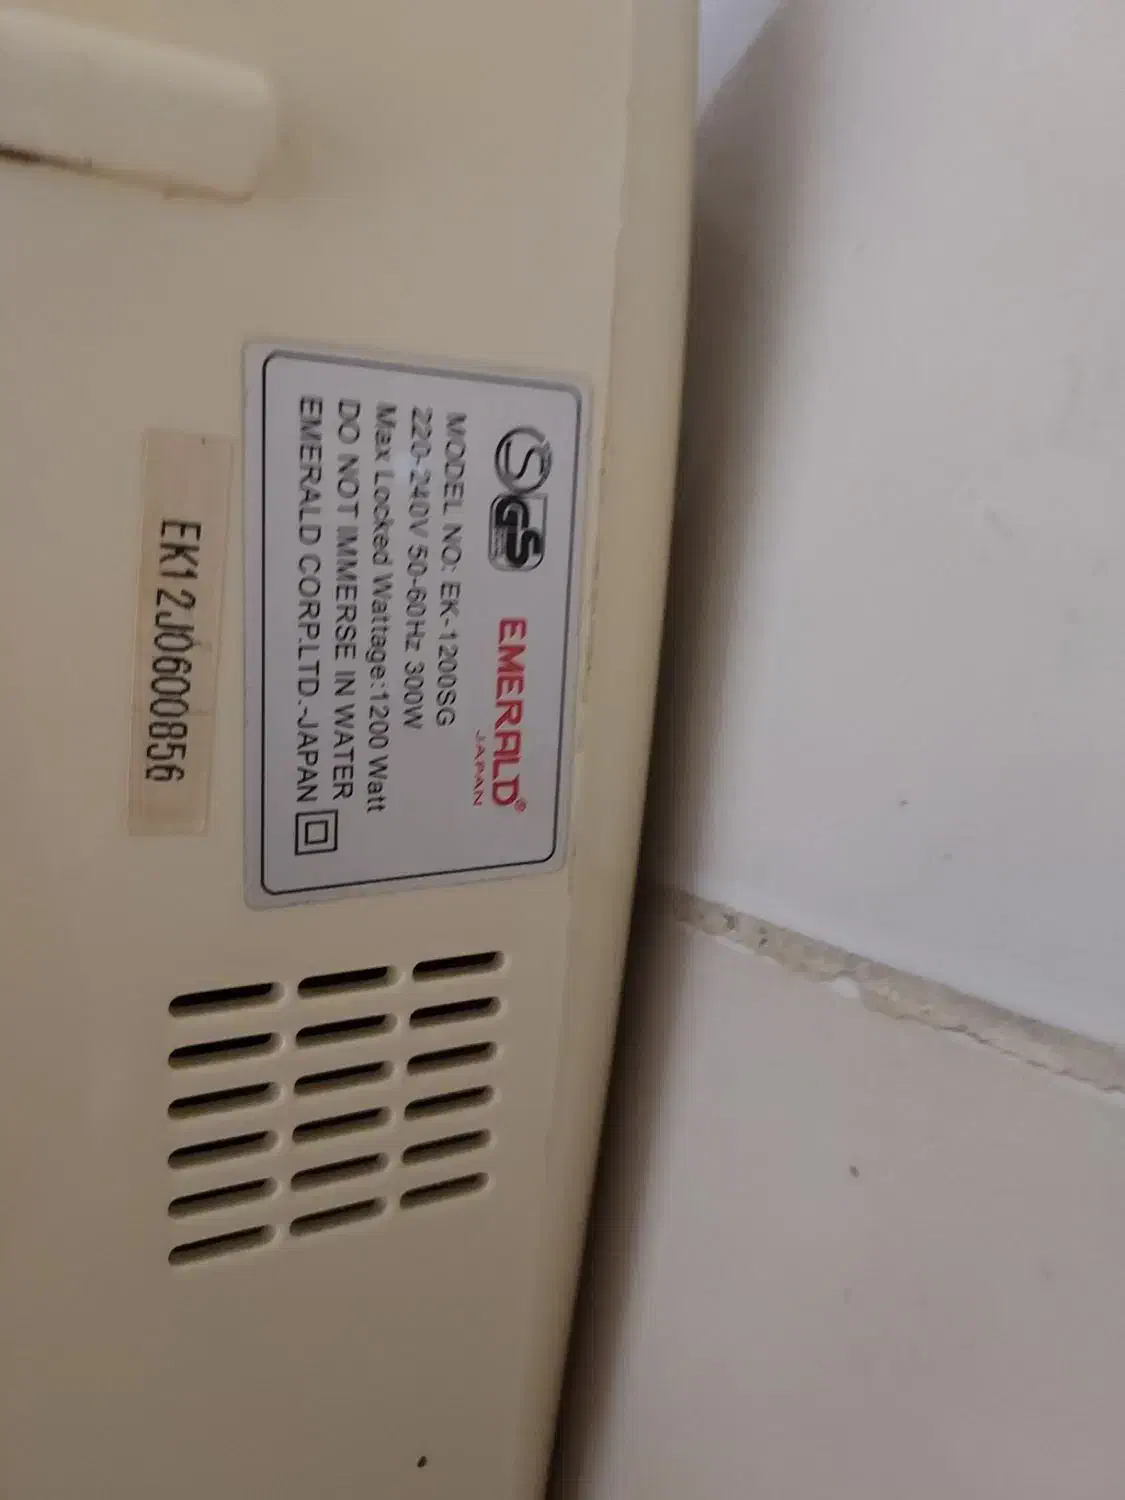 GS
EMERALD®
JAPAN
MODEL NO: EK-1200SG
220-240V 50-60Hz 300W
Max Locked Wattage:1200 Watt
DO NOT IMMERSE IN WATER
EMERALD CORP.LTD.-JAPAN
EK12J0600856